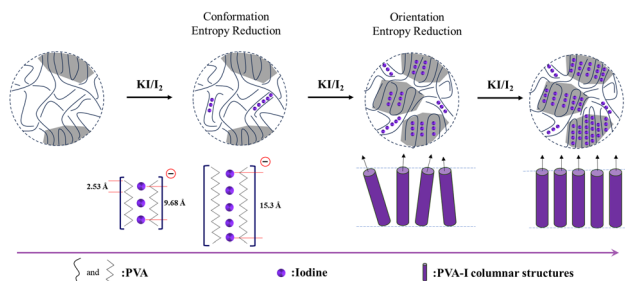 Conformation
Entropy Reduction
Orientation
Entropy Reduction
KI/I₂
KI/I₂
KI/I₂
2.53 Å
9.68 Å
15.3 Å
and :PVA
:Iodine
:PVA-I columnar structures